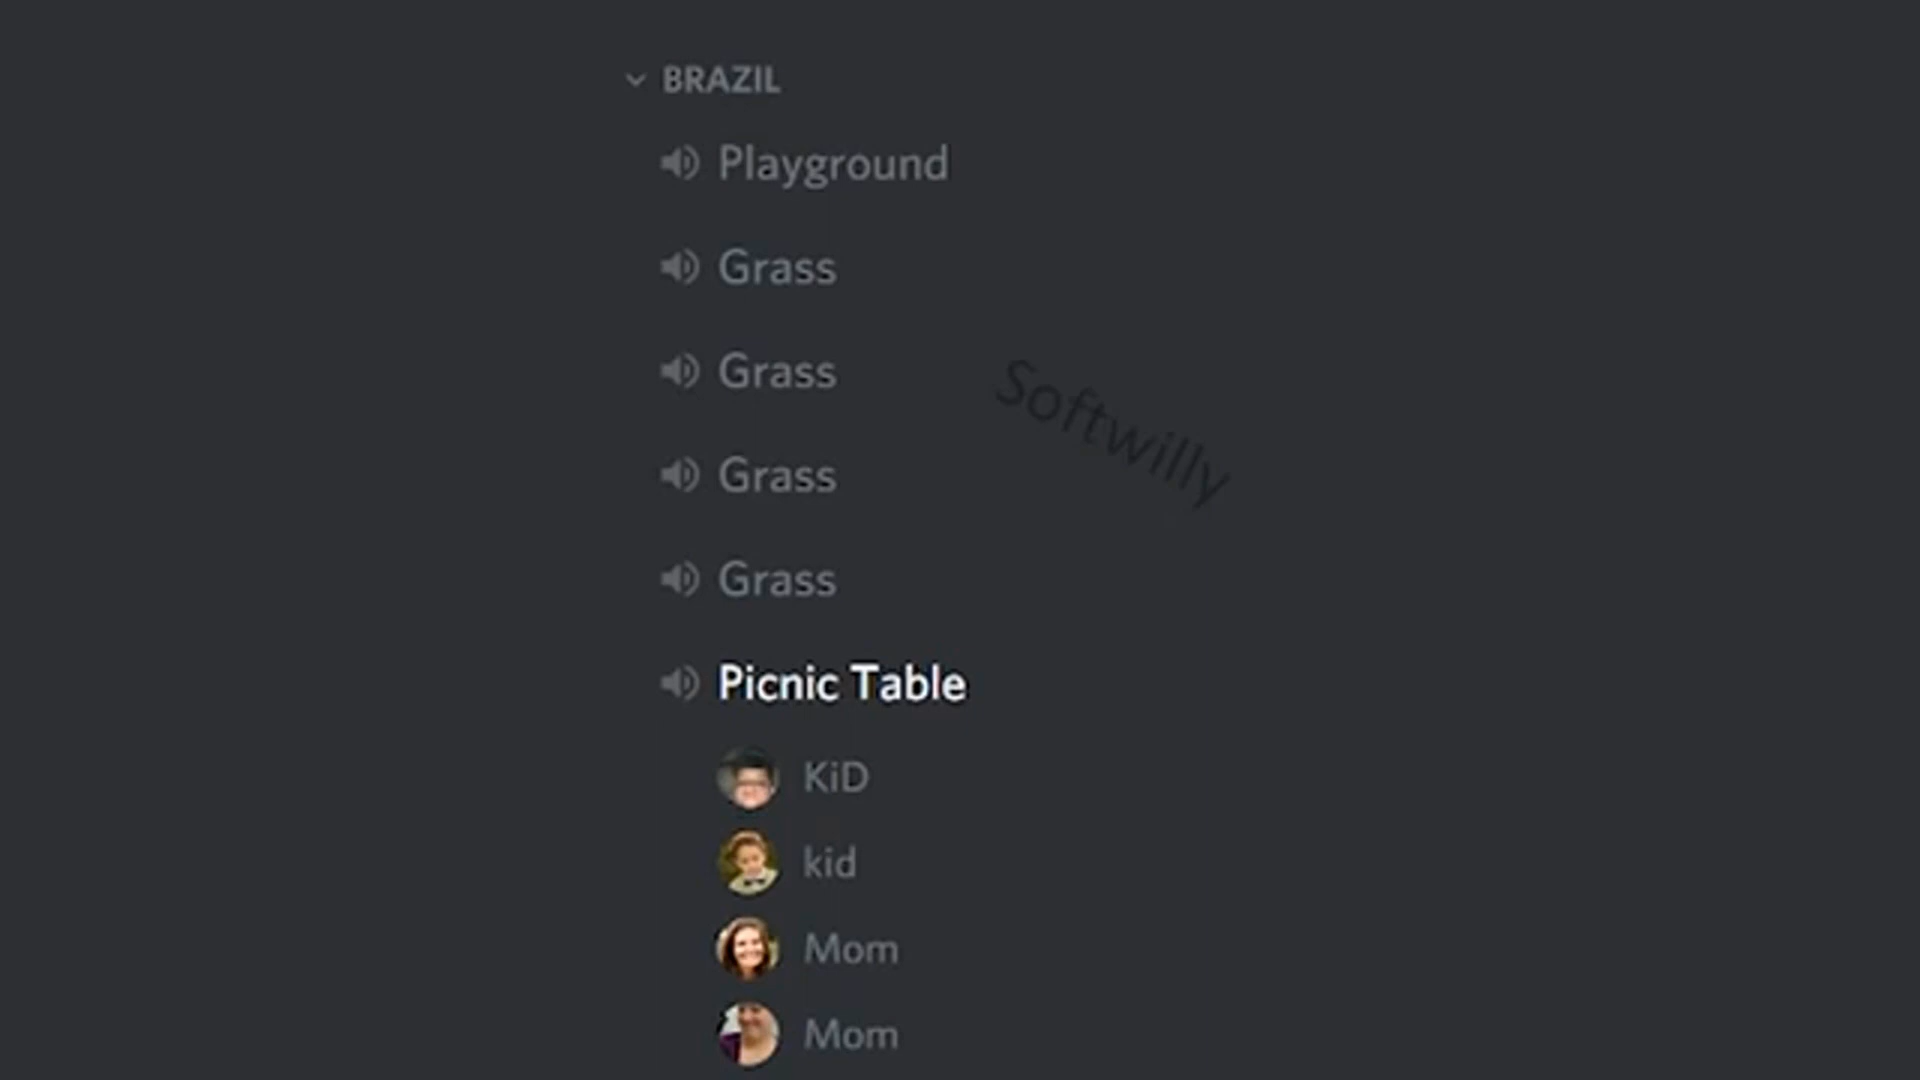 BRAZIL
Playground
Grass
Grass
Softwilly
Grass
Grass
Picnic Table
KiD
kid
Mom
Mom